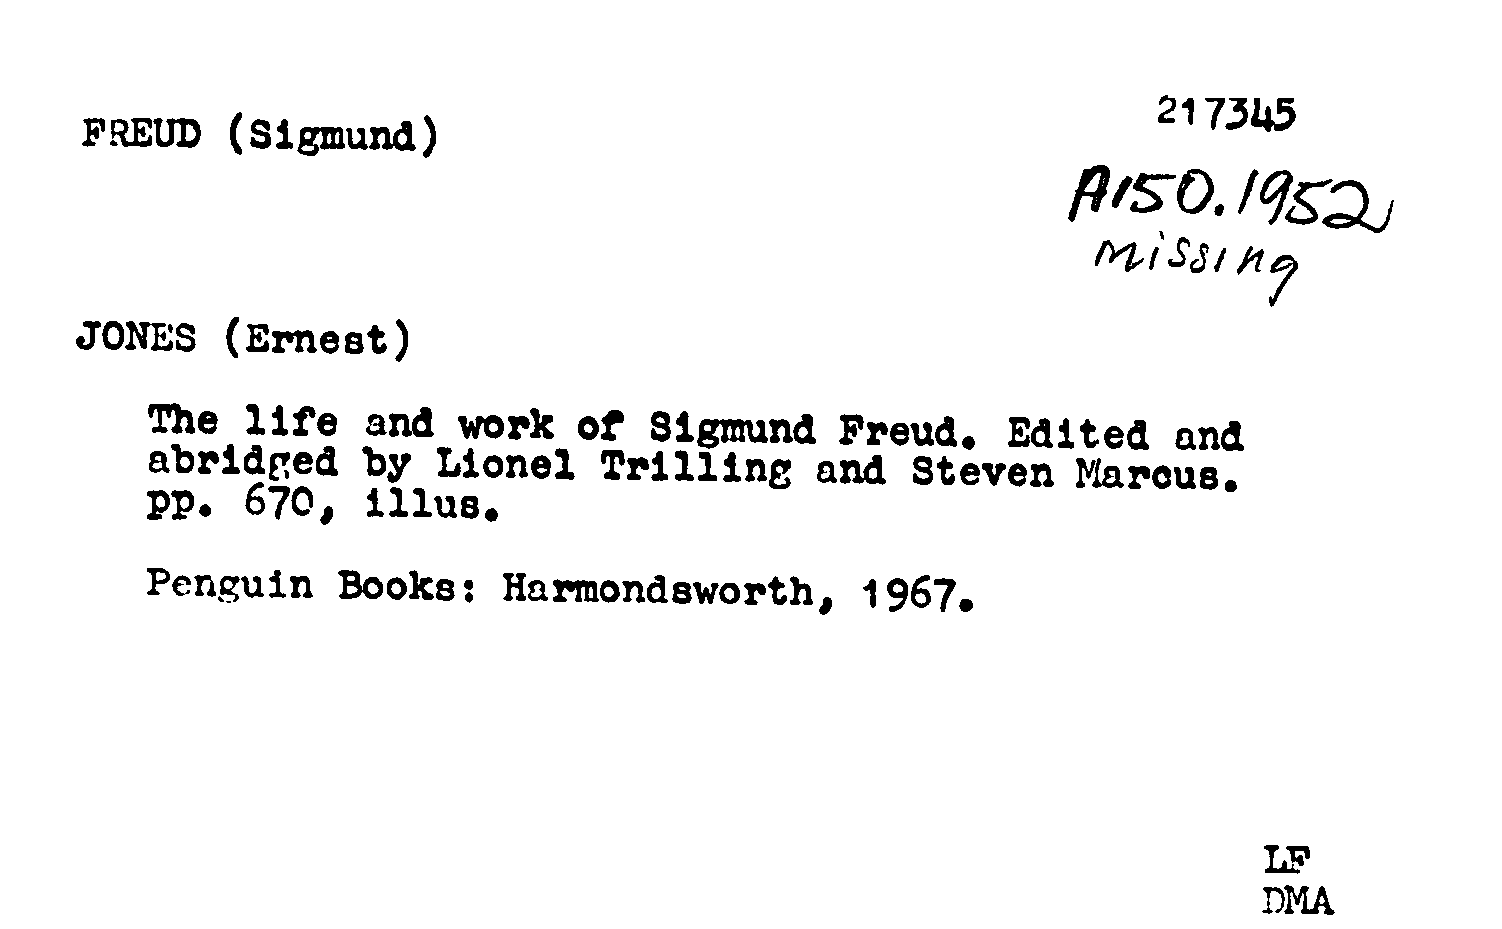 217345
FREUD (Sigmund)
A150.1952
missing
JONES (Ernest)
The life and work of Sigmund Freud. Edited and
abridged by Lionel Trilling and Steven Marcus.
pp. 670, illus.
Penguin Books: Harmondsworth, 1967.
LF
DMA